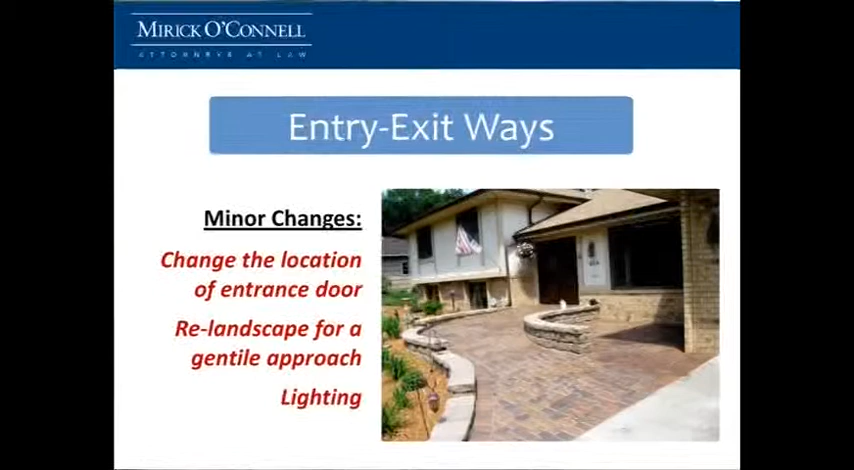 MIRICK O'CONNELL
ATTORNEYS AT LAW
Entry-Exit Ways
Minor Changes:
Change the location
of entrance door
Re-landscape for a
gentile approach
Lighting